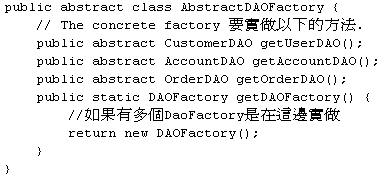 public abstract class AbstractDAOFactory {
// The concrete factory 要實做以下的方法.
public abstract CustomerDAO getUserDAO();
public abstract AccountDAO getAccountDAO();
public abstract OrderDAO getOrderDAO();
public static DAOFactory getDAOFactory() {
//如果有多個DaoFactory是在這邊實做
return new DAOFactory();
}
}